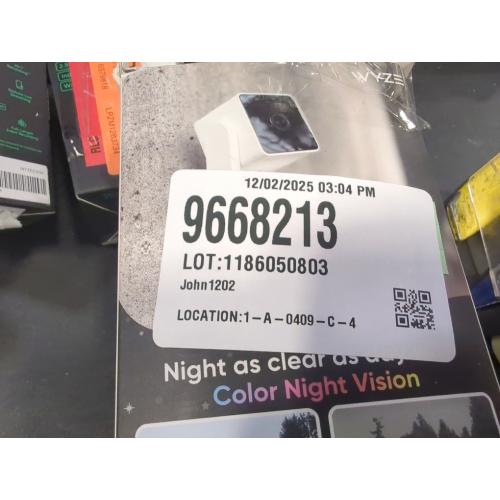 WYZE
12/02/2025 03:04 PM
9668213
LOT:1186050803
John1202
LOCATION:1-A-0409-C-4
Night as clear as day
Color Night Vision